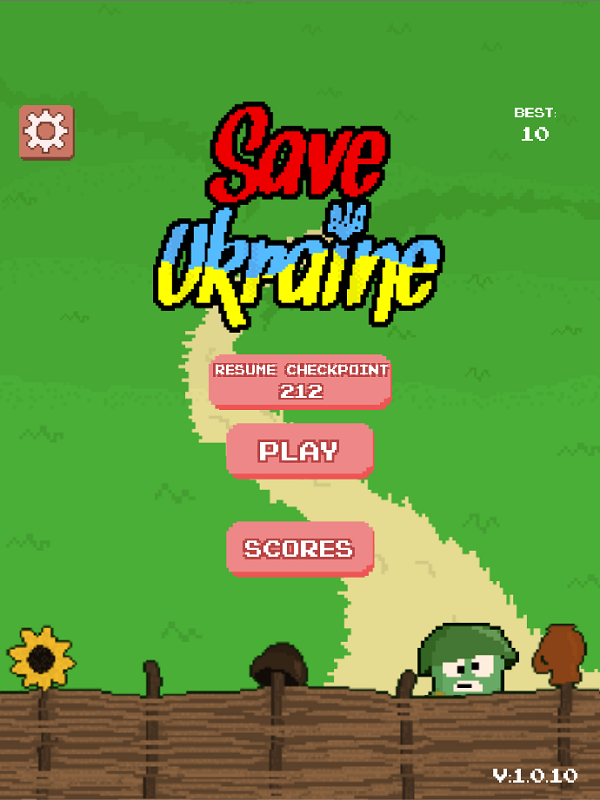 BEST:
10
Save
Ukraine
RESUME CHECKPOINT
212
PLAY
SCORES
V:1.0.10